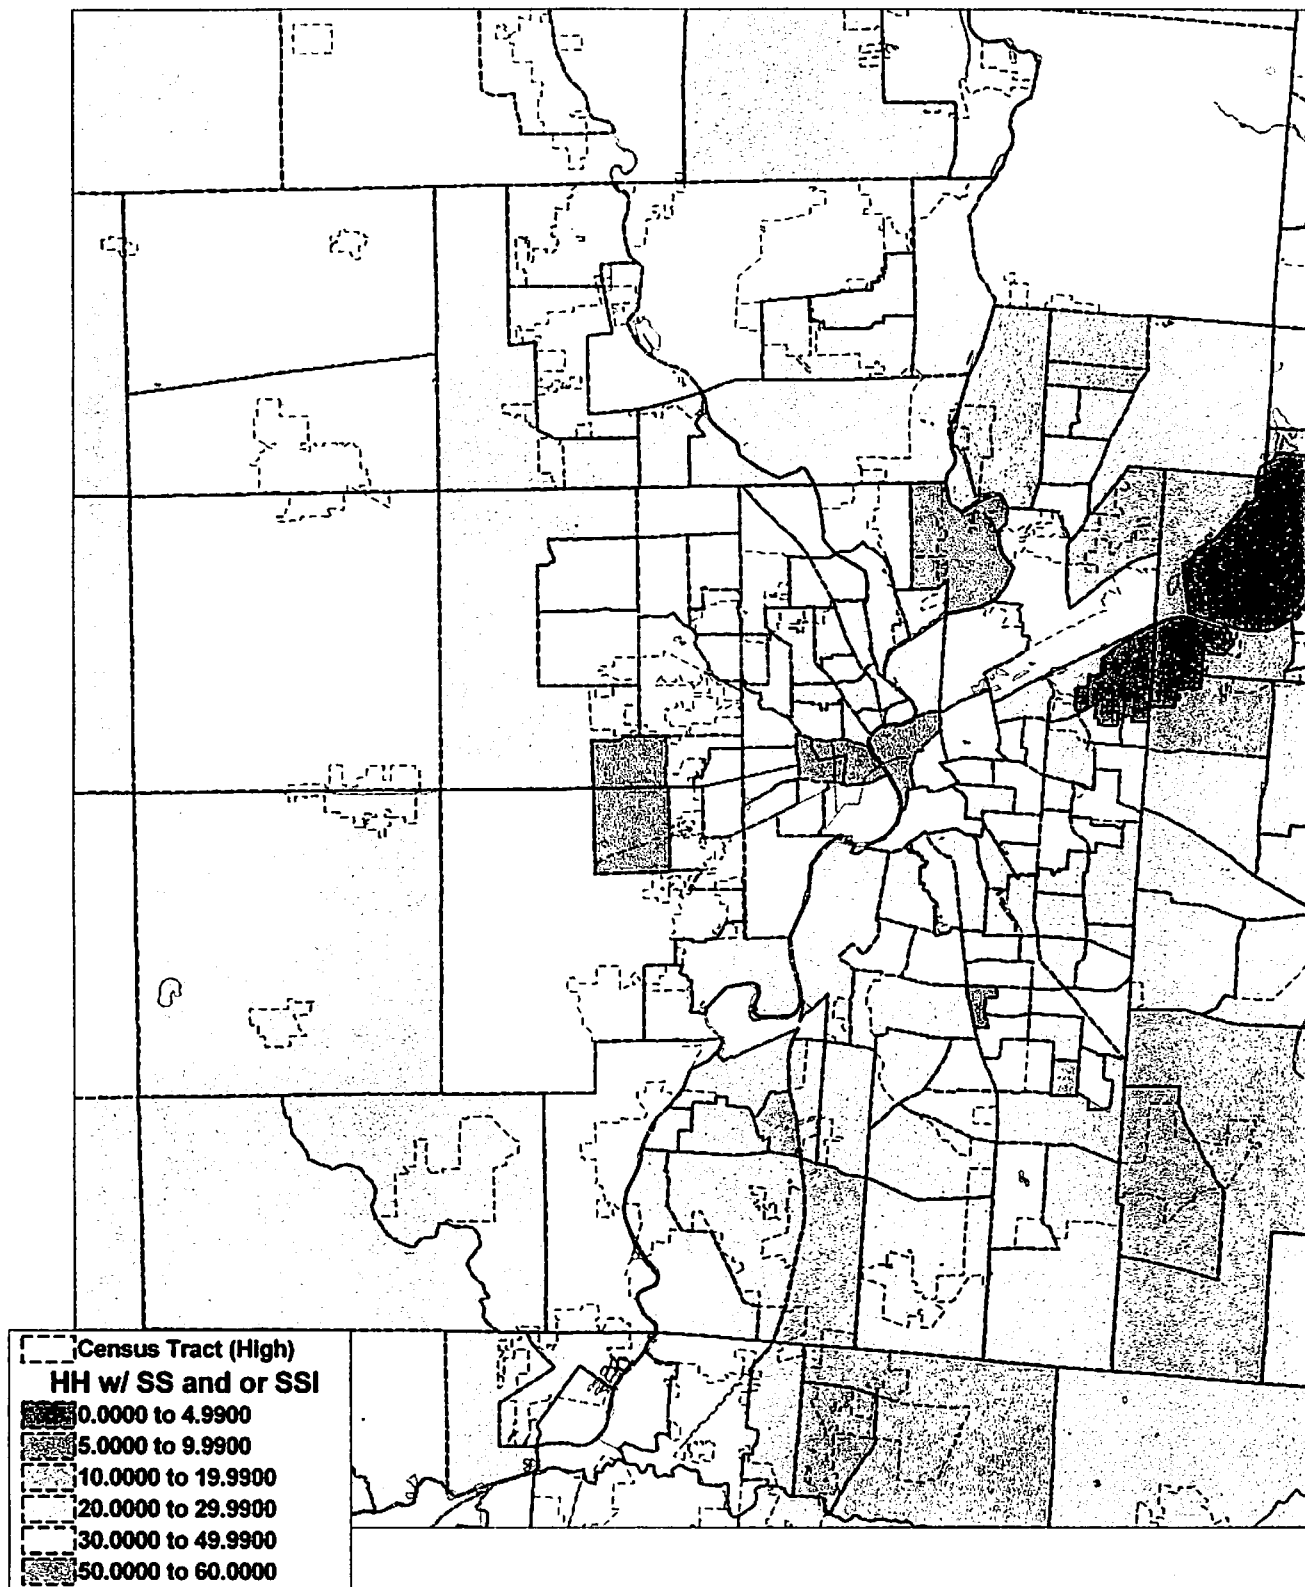 Census Tract (High)
HH w/ SS and or SSI
0.0000 to 4.9900
5.0000 to 9.9900
10.0000 to 19.9900
20.0000 to 29.9900
30.0000 to 49.9900
50.0000 to 60.0000